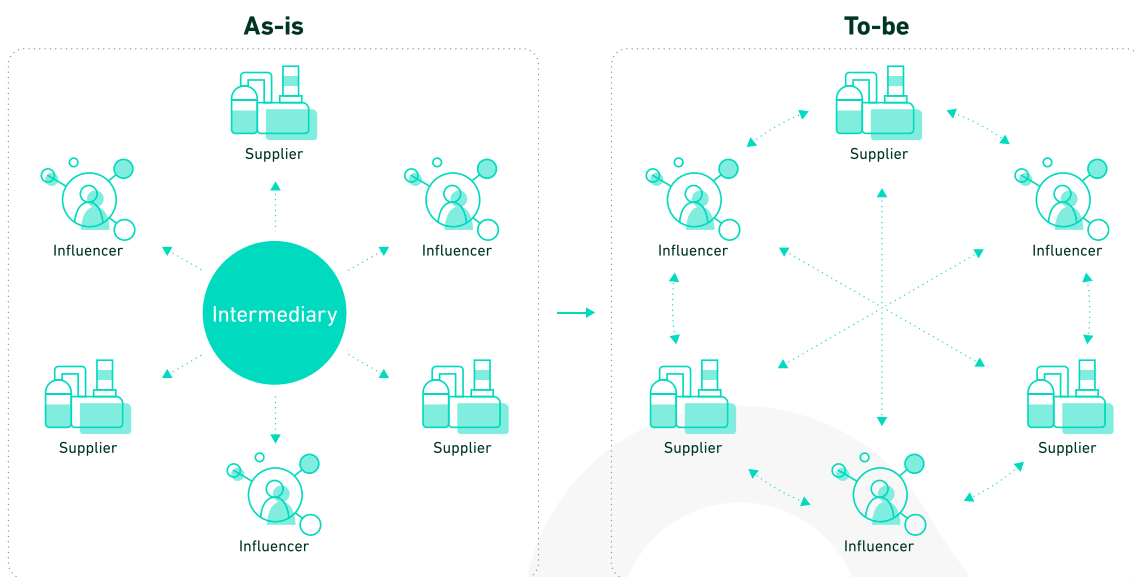 As-is
Supplier
Influencer
Influencer
Intermediary
Supplier
Supplier
Influencer
To-be
Supplier
Influencer
Influencer
Supplier
Supplier
Influencer